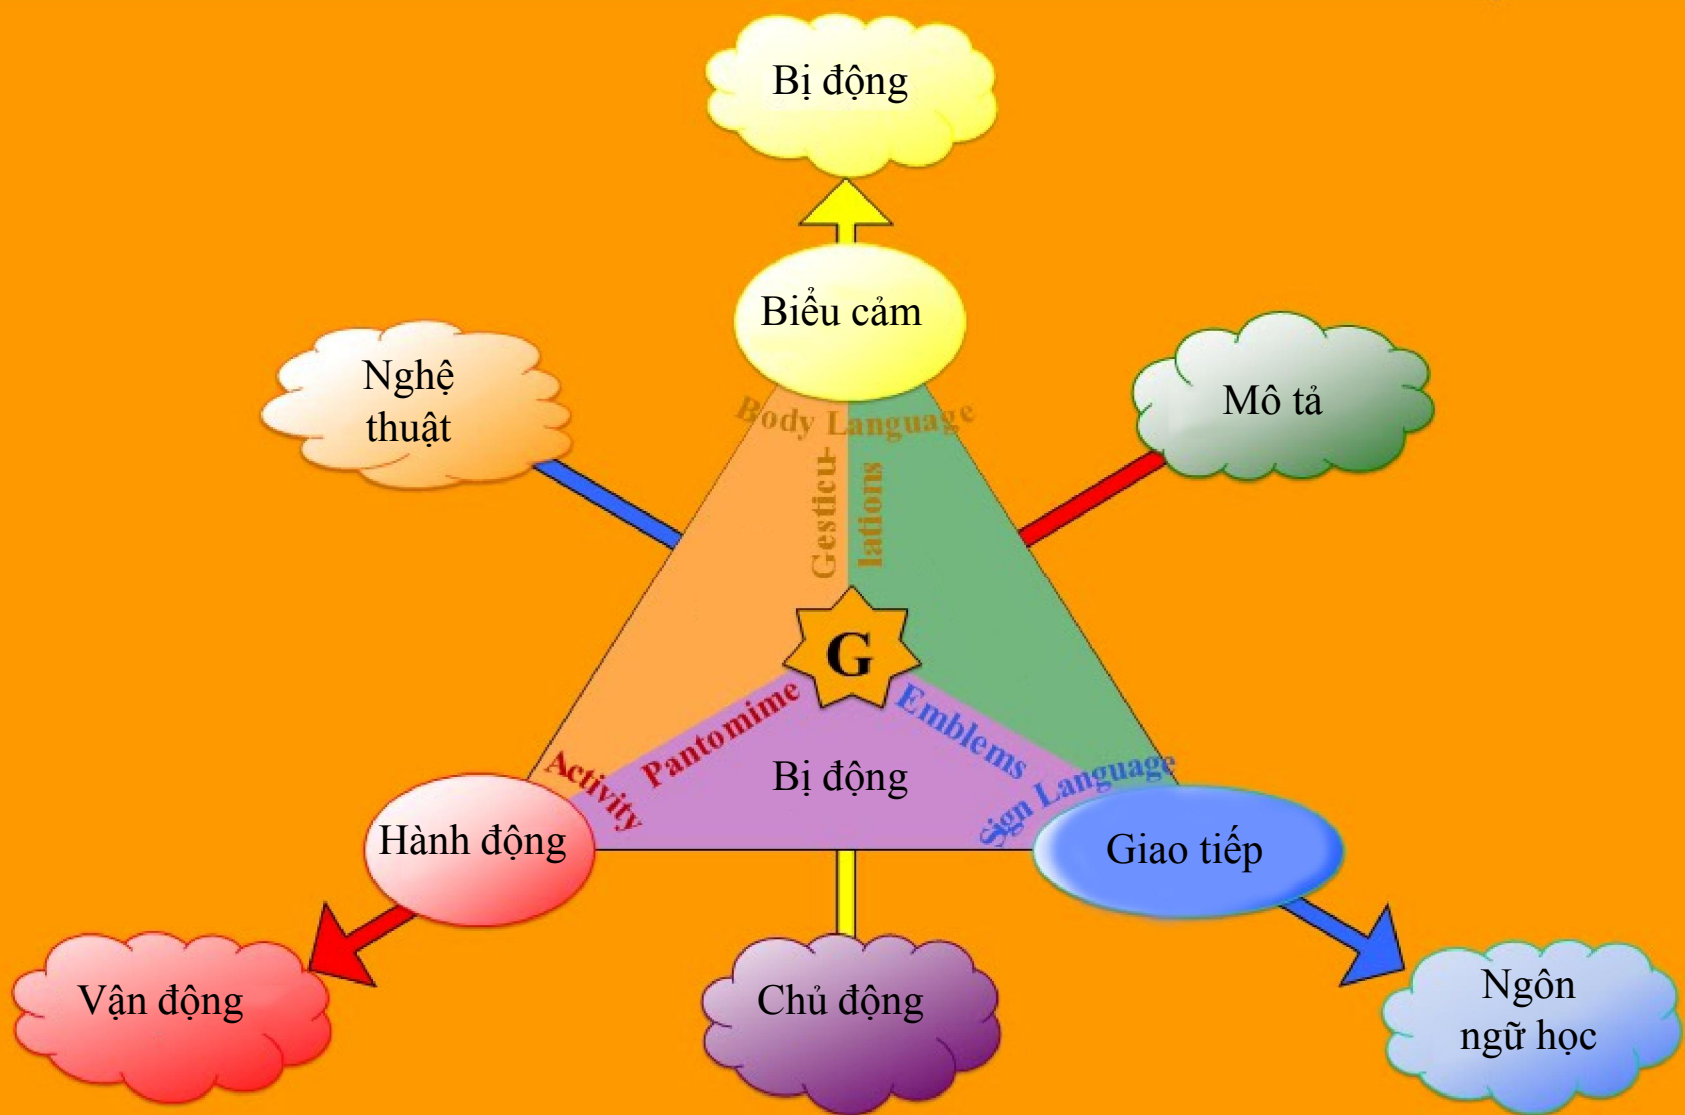 Bị động
Biểu cảm
Nghệ
thuật
Mô tả
Body Language
Gesticu-
lations
G
Pantomime
Emblems
Activity
Bị động
Sign Language
Hành động
Giao tiếp
Vận động
Chủ động
Ngôn
ngữ học